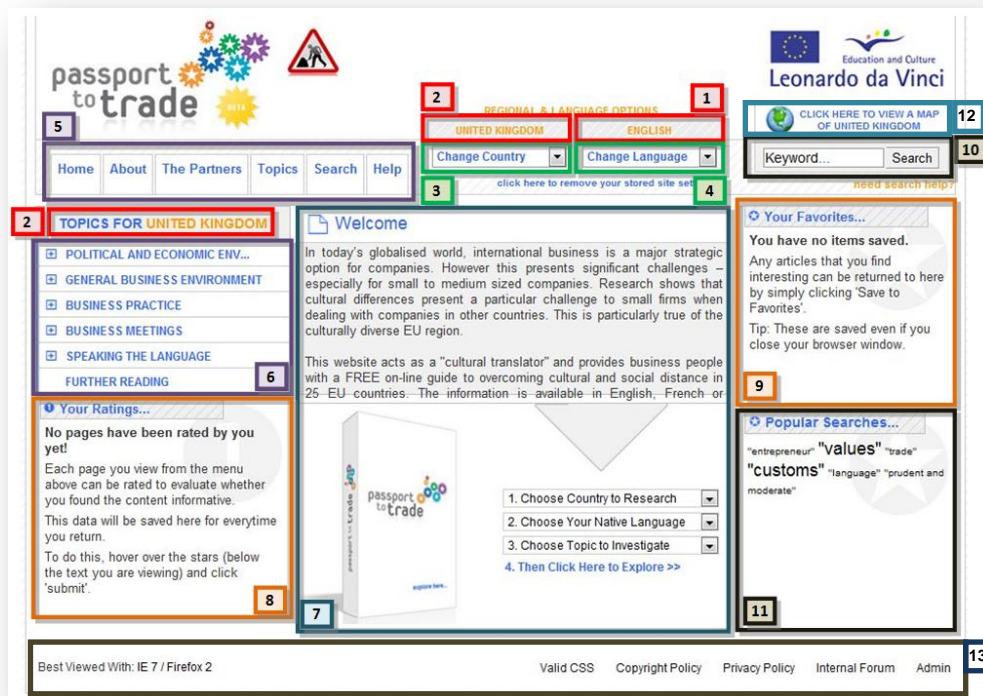 passport
to trade
BETA
Education and Culture
Leonardo da Vinci
2
1
REGIONAL & LANGUAGE OPTIONS
UNITED KINGDOM
ENGLISH
CLICK HERE TO VIEW A MAP
OF UNITED KINGDOM
12
5
Home About The Partners Topics Search Help
Change Country
Change Language
Keyword...
Search
10
3
click here to remove your stored site set
4
need search help?
2
TOPICS FOR UNITED KINGDOM
POLITICAL AND ECONOMIC ENV...
GENERAL BUSINESS ENVIRONMENT
BUSINESS PRACTICE
BUSINESS MEETINGS
SPEAKING THE LANGUAGE
FURTHER READING
6
Your Ratings...
No pages have been rated by you
yet!
Each page you view from the menu
above can be rated to evaluate whether
you found the content informative.
This data will be saved here for everytime
you return.
To do this, hover over the stars (below
the text you are viewing) and click
'submit'.
8
Welcome
In today's globalised world, international business is a major strategic
option for companies. However this presents significant challenges –
especially for small to medium sized companies. Research shows that
cultural differences present a particular challenge to small firms when
dealing with companies in other countries. This is particularly true of the
culturally diverse EU region.
This website acts as a "cultural translator" and provides business people
with a FREE on-line guide to overcoming cultural and social distance in
25 EU countries. The information is available in English, French or
passport to trade
passport
to trade
explore here...
1. Choose Country to Research
2. Choose Your Native Language
3. Choose Topic to Investigate
4. Then Click Here to Explore >>
7
Your Favorites...
You have no items saved.
Any articles that you find
interesting can be returned to here
by simply clicking 'Save to
Favorites'.
Tip: These are saved even if you
close your browser window.
9
Popular Searches...
"entrepreneur" "values" "trade"
"customs" "language" "prudent and
moderate"
11
Best Viewed With: IE 7 / Firefox 2
Valid CSS Copyright Policy Privacy Policy Internal Forum Admin
13